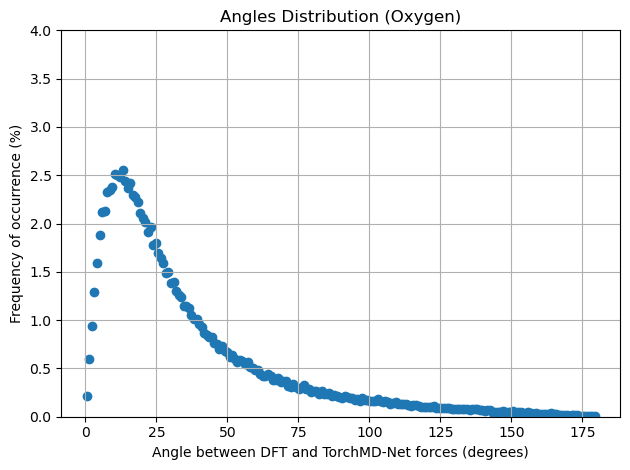 Angles Distribution (Oxygen)
Frequency of occurrence (%)
4.0
3.5
3.0
2.5
2.0
1.5
1.0
0.5
0.0
0 25 50 75 100 125 150 175
Angle between DFT and TorchMD-Net forces (degrees)